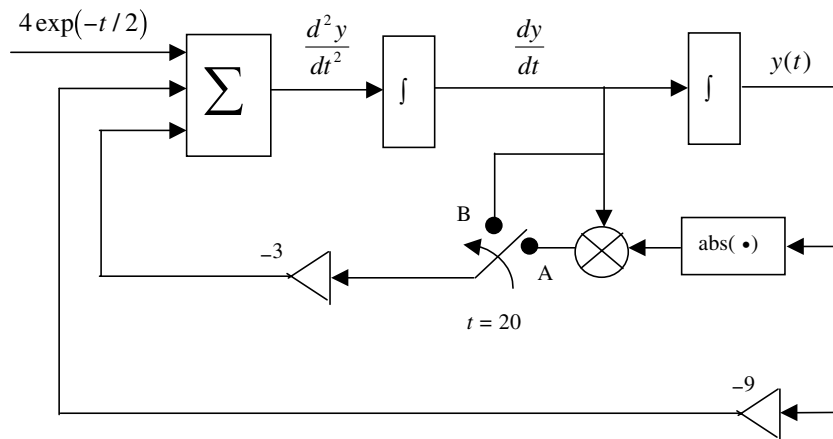 4 exp(−t / 2)
d²y
dt²
dy
dt
y(t)
Σ
∫
∫
B
abs( • )
A
−3
t = 20
−9